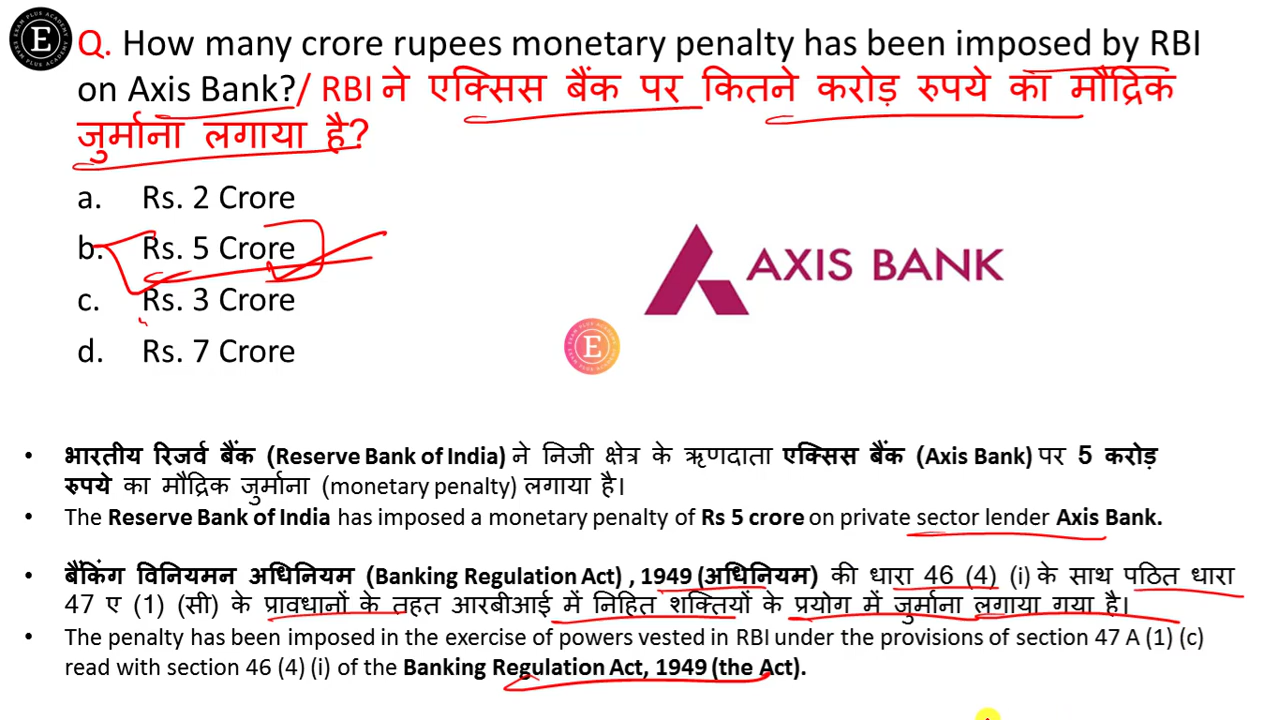 Q. How many crore rupees monetary penalty has been imposed by RBI
on Axis Bank?/ RBI ने एक्सिस बैंक पर कितने करोड़ रुपये का मौद्रिक
जुर्माना लगाया है?
a. Rs. 2 Crore
b. Rs. 5 Crore
c. Rs. 3 Crore
d. Rs. 7 Crore
AXIS BANK
E
E
• भारतीय रिजर्व बैंक (Reserve Bank of India) ने निजी क्षेत्र के ऋणदाता एक्सिस बैंक (Axis Bank) पर 5 करोड़
रुपये का मौद्रिक जुर्माना (monetary penalty) लगाया है।
• The Reserve Bank of India has imposed a monetary penalty of Rs 5 crore on private sector lender Axis Bank.
• बैंकिंग विनियमन अधिनियम (Banking Regulation Act) , 1949 (अधिनियम) की धारा 46 (4) (i) के साथ पठित धारा
47 ए (1) (सी) के प्रावधानों के तहत आरबीआई में निहित शक्तियों के प्रयोग में जुर्माना लगाया गया है।
• The penalty has been imposed in the exercise of powers vested in RBI under the provisions of section 47 A (1) (c)
read with section 46 (4) (i) of the Banking Regulation Act, 1949 (the Act).